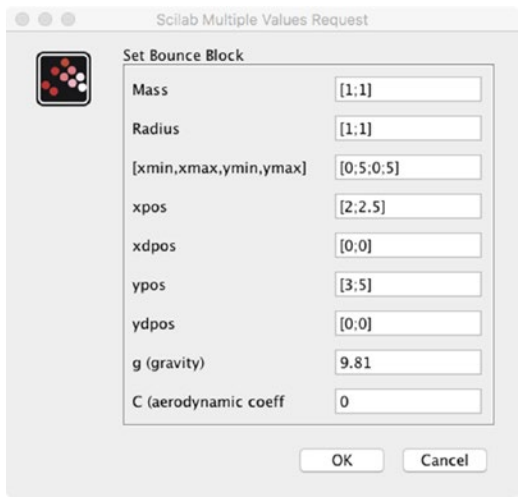 Scilab Multiple Values Request
Set Bounce Block
Mass [1;1]
Radius [1;1]
[xmin,xmax,ymin,ymax] [0;5;0;5]
xpos [2;2.5]
xdpos [0;0]
ypos [3;5]
ydpos [0;0]
g (gravity) 9.81
C (aerodynamic coeff 0
OK Cancel